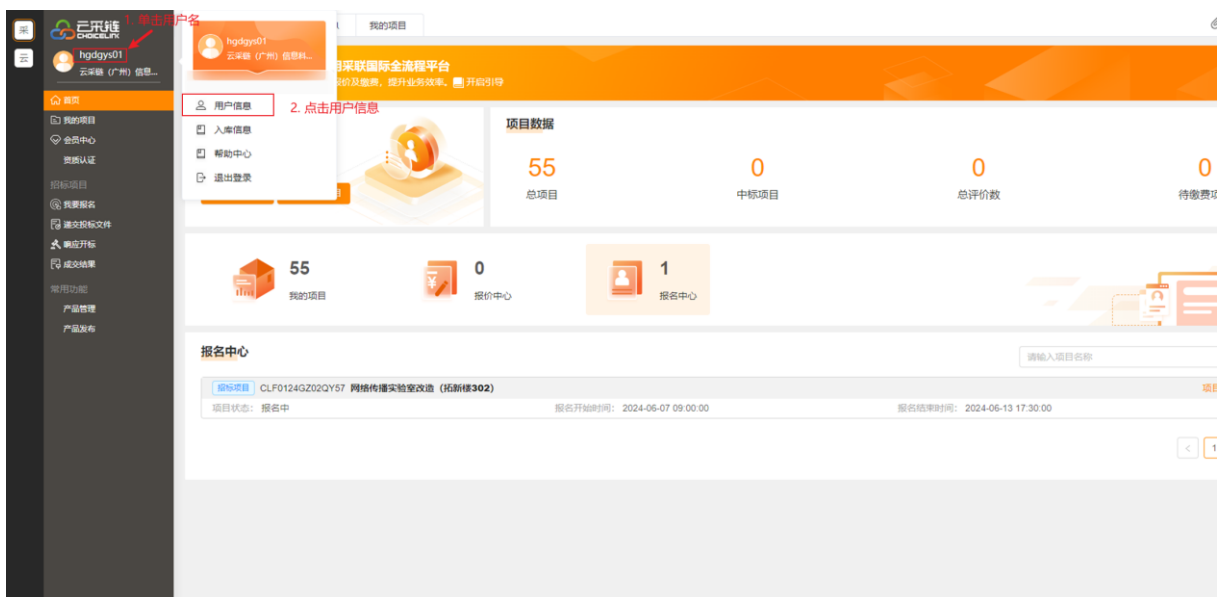 采
云
云采链
CHOICELINK
1. 单击用户名
hgdgys01
云采链（广州）信息...
首页
我的项目
会员中心
资质认证
招标项目
我要报名
递交投标文件
响应开标
成交结果
常用功能
产品管理
产品发布
hgdgys01
云采链（广州）信息科...
用户信息
2. 点击用户信息
入库信息
帮助中心
退出登录
我的项目
用采联国际全流程平台
报价及缴费，提升业务效率。 开启引导
项目数据
55
总项目
0
中标项目
0
总评价数
0
待缴费项
55
我的项目
0
报价中心
1
报名中心
报名中心
请输入项目名称
招标项目 CLF0124GZ02QY57 网络传播实验室改造（拓新楼302）
项目状态： 报名中 报名开始时间： 2024-06-07 09:00:00 报名结束时间： 2024-06-13 17:30:00
< 1